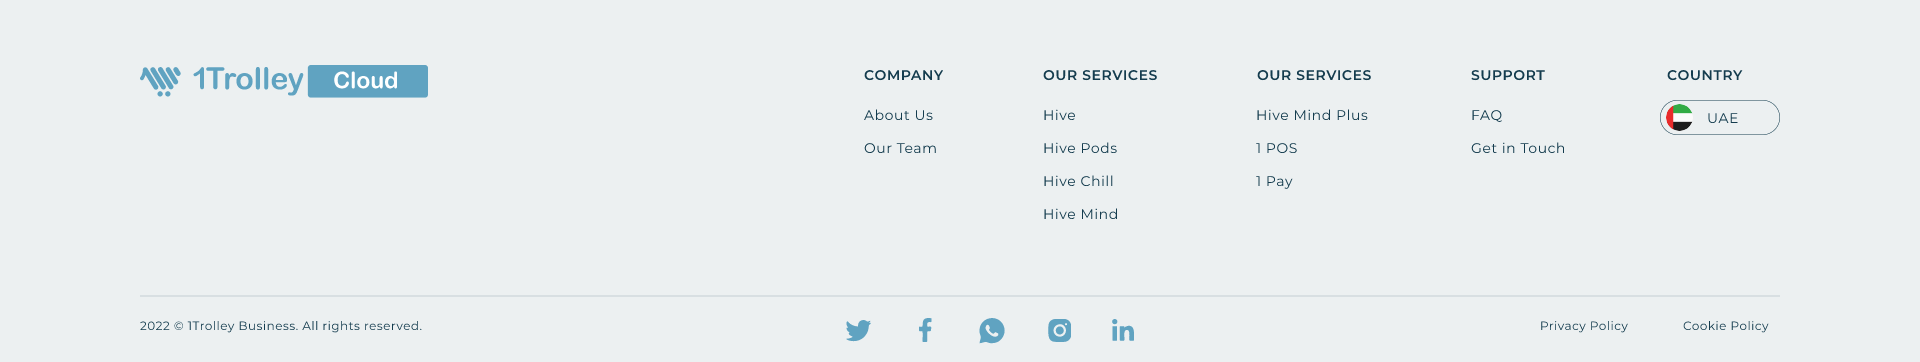 1Trolley Cloud
COMPANY
About Us
Our Team
OUR SERVICES
Hive
Hive Pods
Hive Chill
Hive Mind
OUR SERVICES
Hive Mind Plus
1 POS
1 Pay
SUPPORT
FAQ
Get in Touch
COUNTRY
UAE
2022 © 1Trolley Business. All rights reserved.
Privacy Policy
Cookie Policy